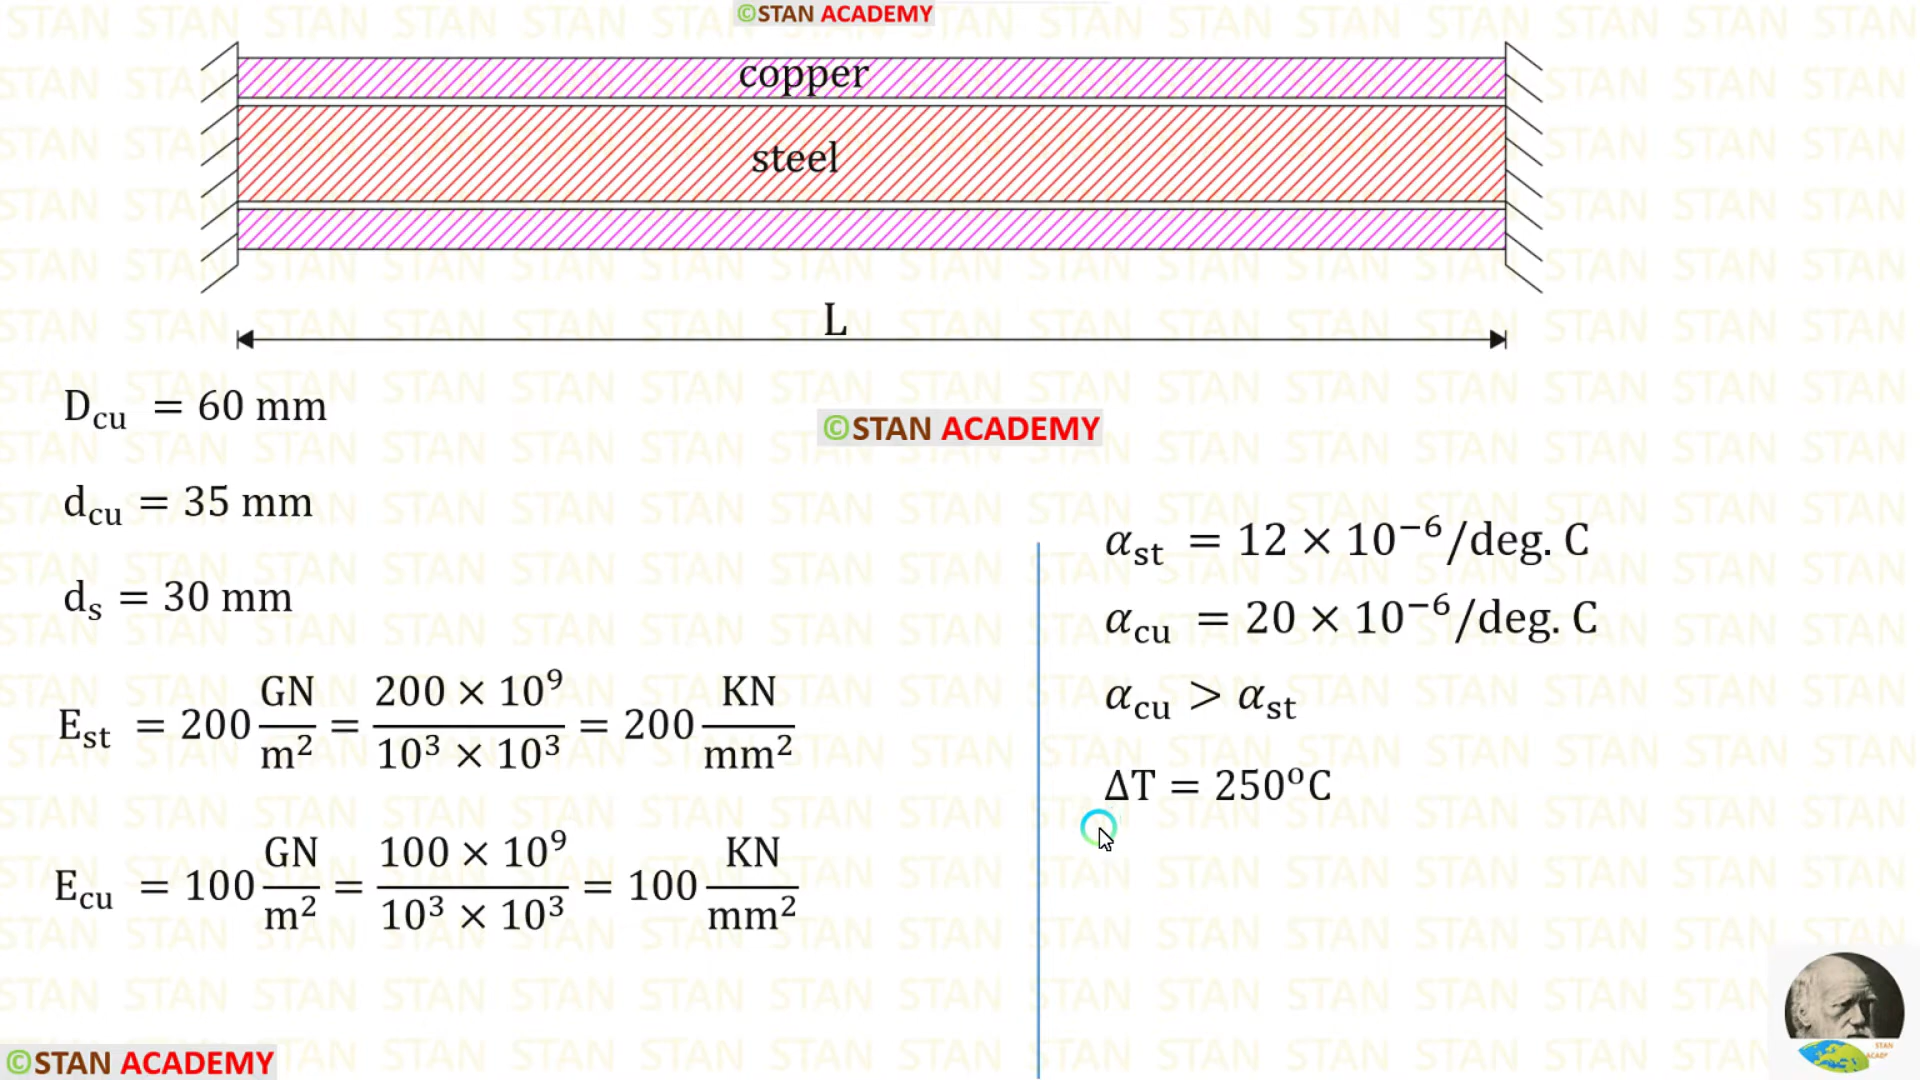 ©STAN ACADEMY
copper
steel
L
D_cu = 60 mm
©STAN ACADEMY
d_cu = 35 mm
d_s = 30 mm
E_st = 200 GN/m² = (200 × 10⁹)/(10³ × 10³) = 200 KN/mm²
E_cu = 100 GN/m² = (100 × 10⁹)/(10³ × 10³) = 100 KN/mm²
α_st = 12 × 10⁻⁶/deg. C
α_cu = 20 × 10⁻⁶/deg. C
α_cu > α_st
ΔT = 250°C
©STAN ACADEMY
STAN